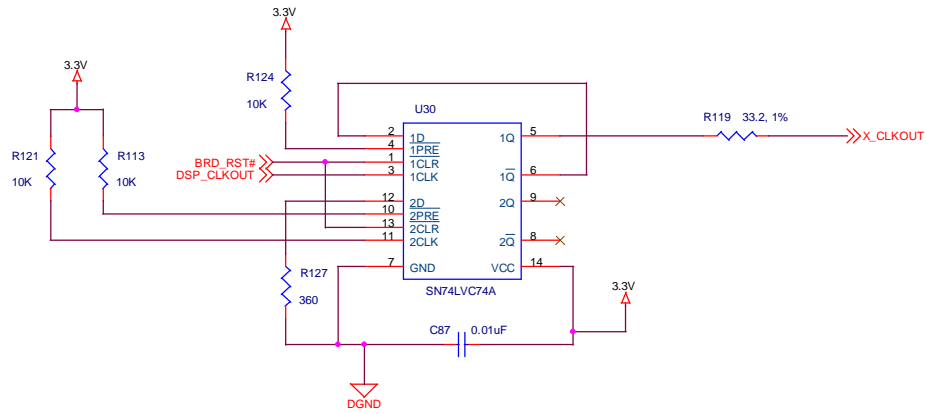 3.3V
3.3V
R124
10K
U30
R121
10K
R113
10K
BRD_RST#
DSP_CLKOUT
2 1D
4 1PRE
1 1CLR
3 1CLK
12 2D
10 2PRE
13 2CLR
11 2CLK
7 GND
1Q 5
1Q 6
2Q 9
2Q 8
VCC 14
SN74LVC74A
R119 33.2, 1%
X_CLKOUT
R127
360
3.3V
C87 0.01uF
DGND